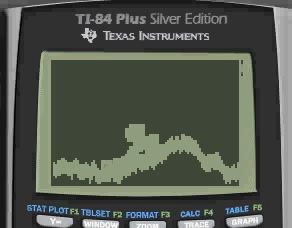 TI-84 Plus Silver Edition
TEXAS INSTRUMENTS
STAT PLOT F1 TBLSET F2 FORMAT F3 CALC F4 TABLE F5
Y= WINDOW ZOOM TRACE GRAPH